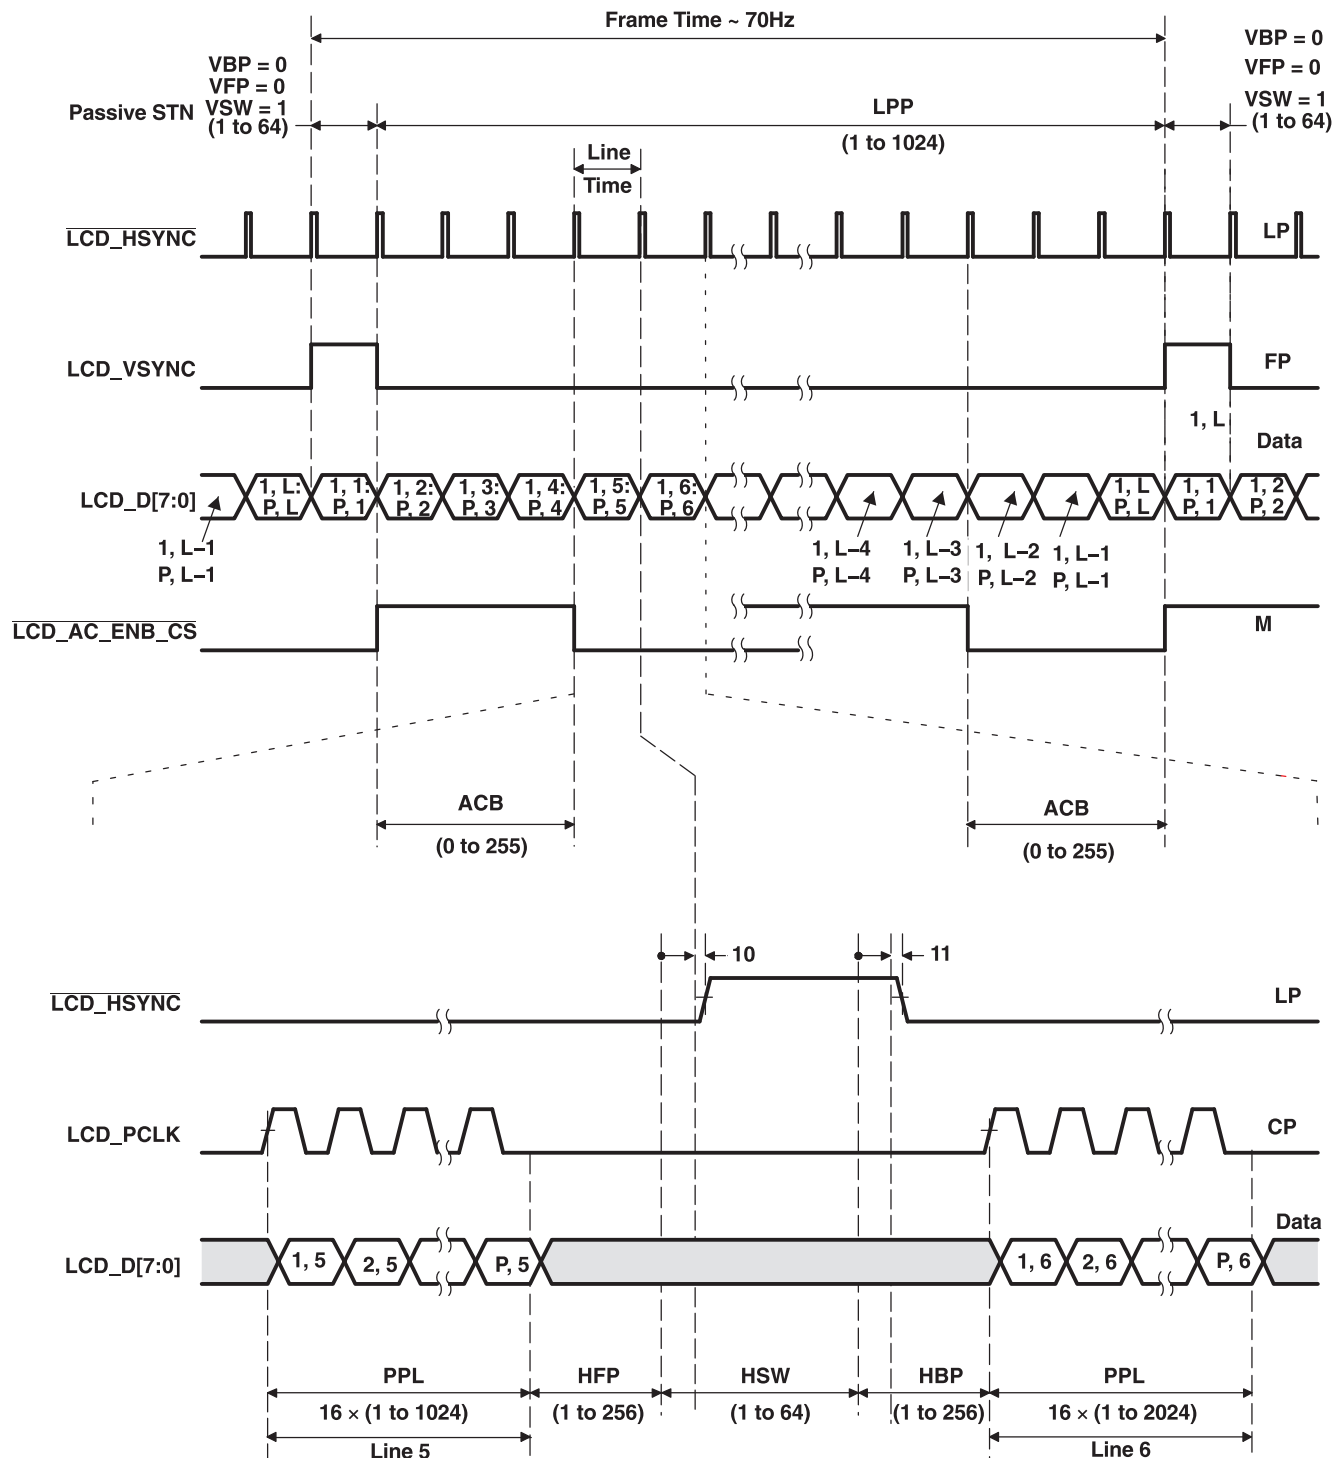 Frame Time ~ 70Hz
VBP = 0
VFP = 0
VSW = 1
(1 to 64)
Passive STN
LPP
(1 to 1024)
VBP = 0
VFP = 0
VSW = 1
(1 to 64)
Line
Time
LCD_HSYNC
LP
LCD_VSYNC
FP
1, L
Data
LCD_D[7:0]
1, L: P, L
1, 1: P, 1
1, 2: P, 2
1, 3: P, 3
1, 4: P, 4
1, 5: P, 5
1, 6: P, 6
1, L P, L
1, 1 P, 1
1, 2 P, 2
1, L–1
P, L–1
1, L–4
P, L–4
1, L–3
P, L–3
1, L–2
P, L–2
1, L–1
P, L–1
LCD_AC_ENB_CS
M
ACB
(0 to 255)
ACB
(0 to 255)
10
11
LCD_HSYNC
LP
LCD_PCLK
CP
Data
LCD_D[7:0]
1, 5
2, 5
P, 5
1, 6
2, 6
P, 6
PPL
HFP
HSW
HBP
PPL
16 × (1 to 1024)
(1 to 256)
(1 to 64)
(1 to 256)
16 × (1 to 2024)
Line 5
Line 6